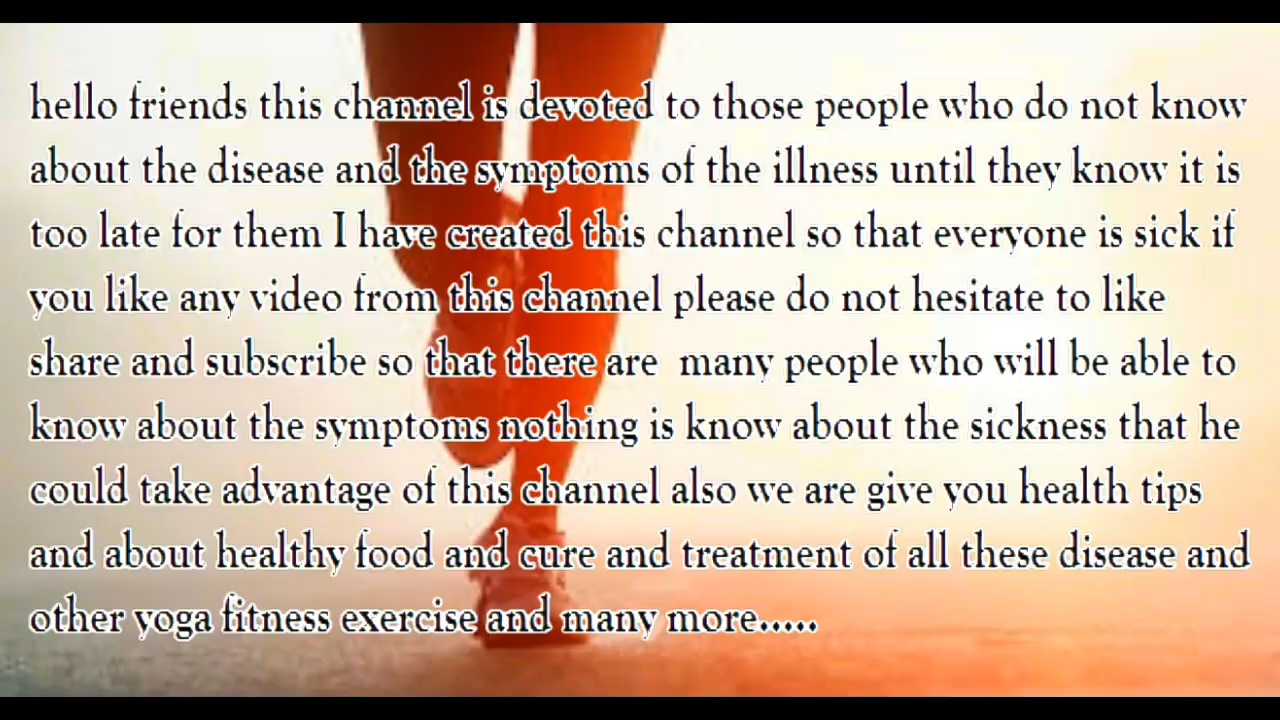 hello friends this channel is devoted to those people who do not know
about the disease and the symptoms of the illness until they know it is
too late for them I have created this channel so that everyone is sick if
you like any video from this channel please do not hesitate to like
share and subscribe so that there are  many people who will be able to
know about the symptoms nothing is know about the sickness that he
could take advantage of this channel also we are give you health tips
and about healthy food and cure and treatment of all these disease and
other yoga fitness exercise and many more.....